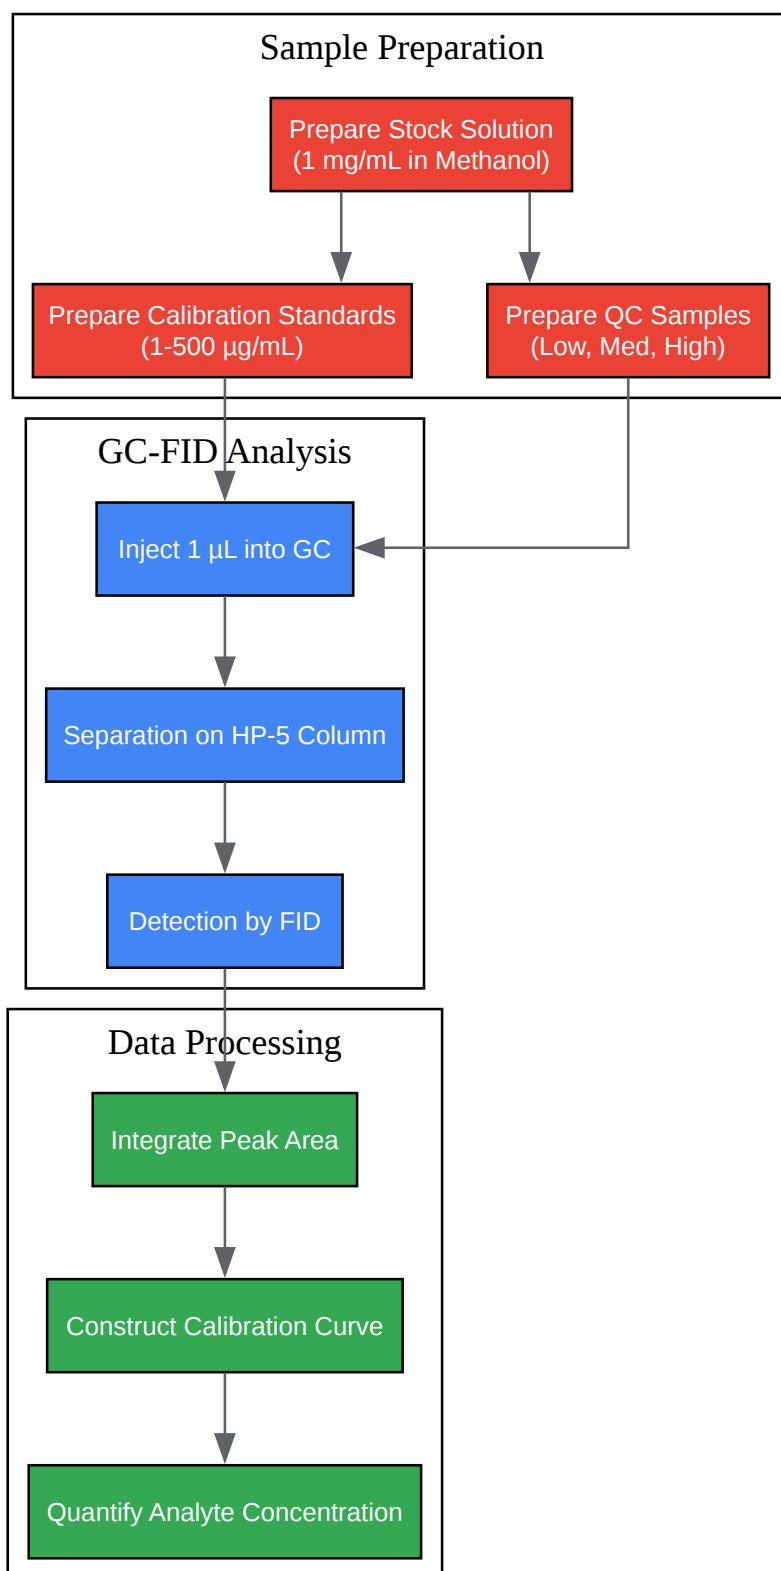 Sample Preparation
Prepare Stock Solution
(1 mg/mL in Methanol)
Prepare Calibration Standards
(1-500 µg/mL)
Prepare QC Samples
(Low, Med, High)
GC-FID Analysis
Inject 1 µL into GC
Separation on HP-5 Column
Detection by FID
Data Processing
Integrate Peak Area
Construct Calibration Curve
Quantify Analyte Concentration